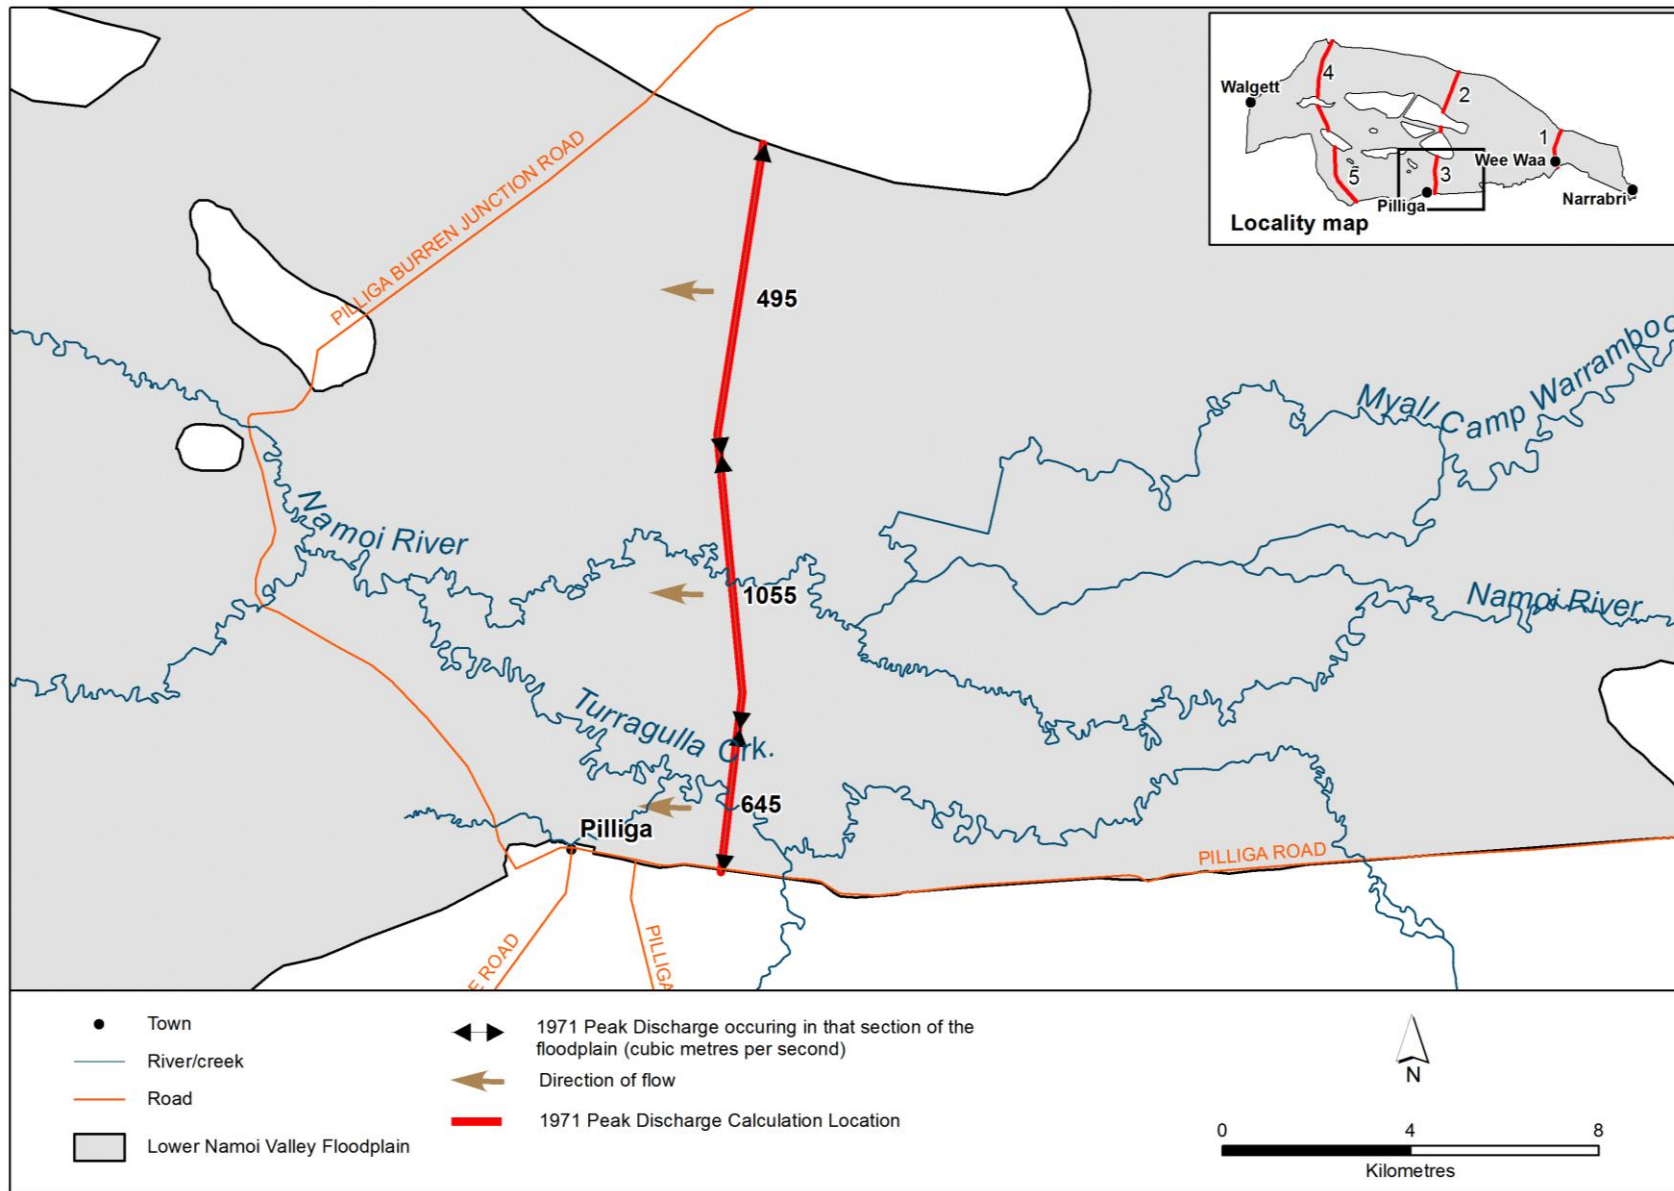 4
2
Walgett
1
Wee Waa
5
3
Pilliga
Narrabri
Locality map
PILLIGA BURREN JUNCTION ROAD
495
Myall Camp Warramboo
Namoi River
1055
Namoi River
Turragulla Crk.
645
Pilliga
PILLIGA ROAD
E ROAD
PILLIGA
Town
River/creek
Road
Lower Namoi Valley Floodplain
1971 Peak Discharge occuring in that section of the
floodplain (cubic metres per second)
Direction of flow
1971 Peak Discharge Calculation Location
N
0 4 8
Kilometres